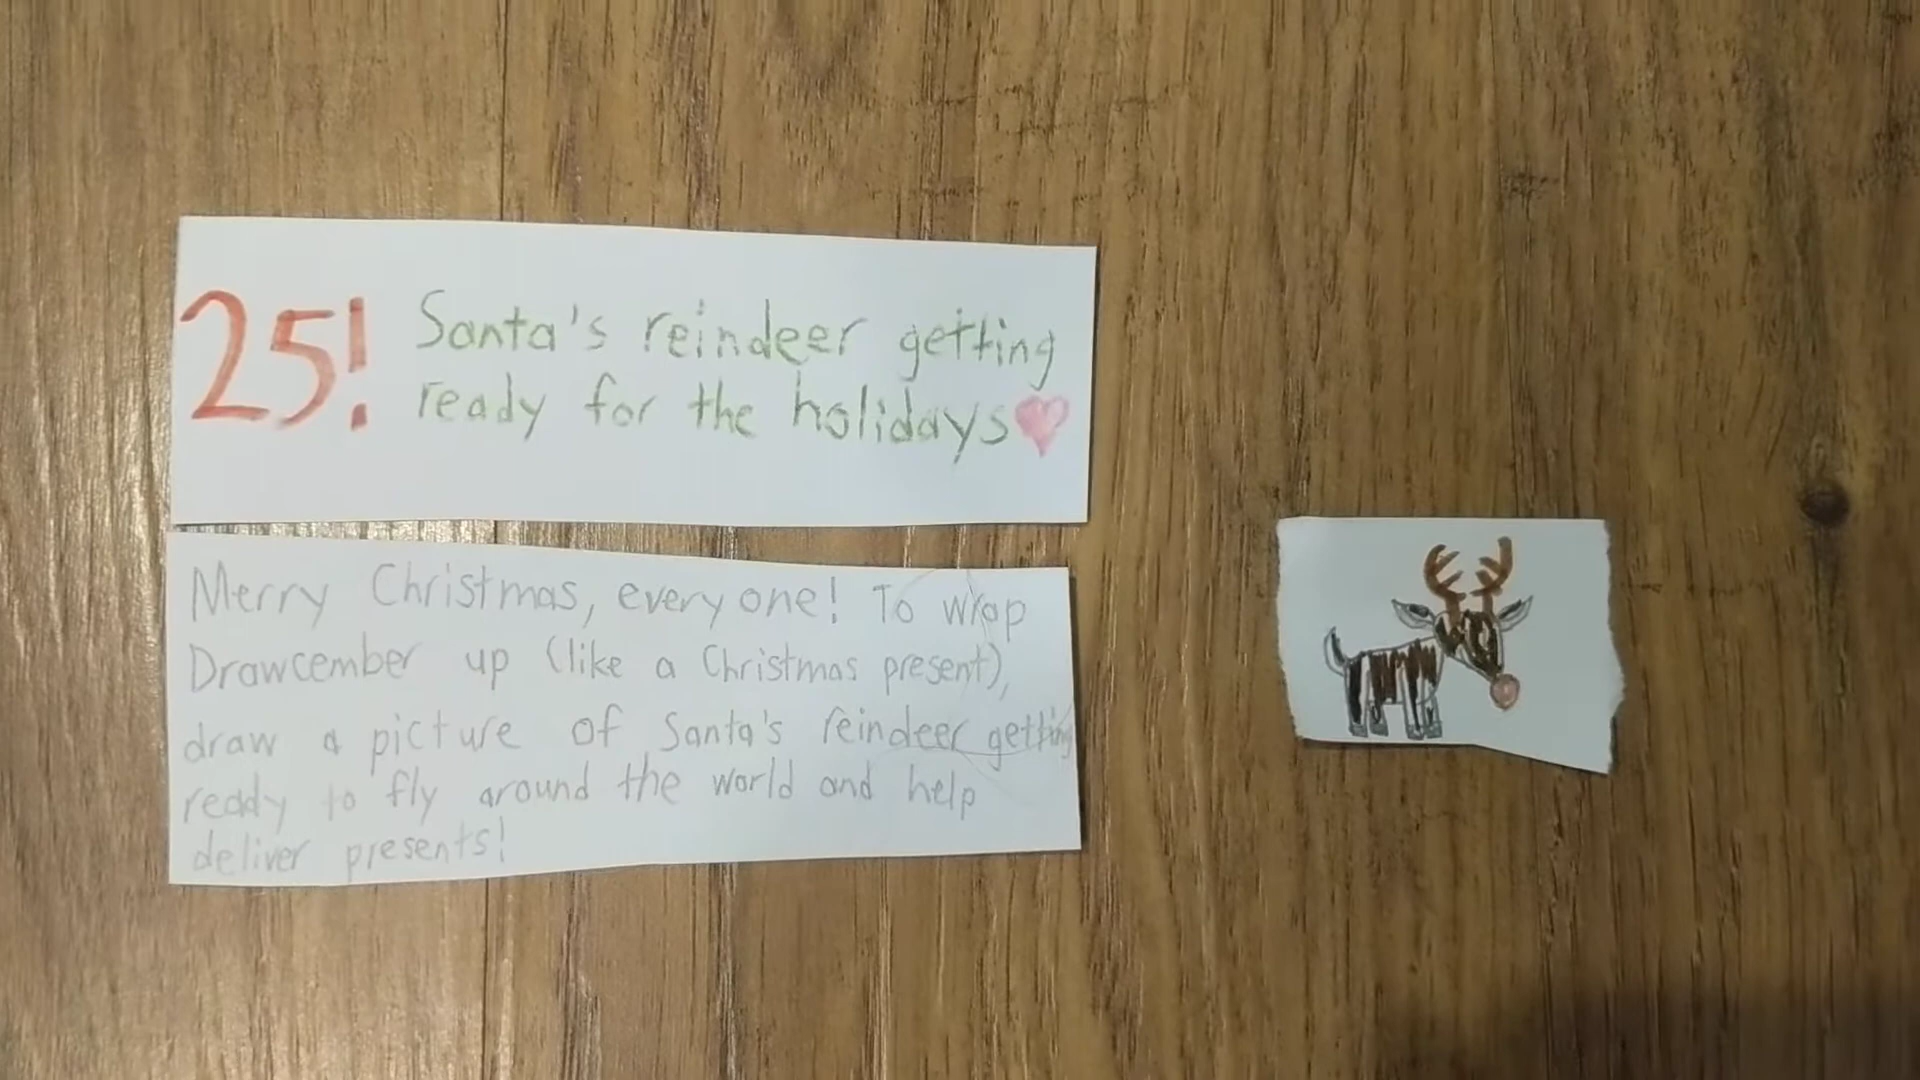 25! Santa's reindeer getting
ready for the holidays
Merry Christmas, everyone! To wrap
Drawcember up (like a Christmas present),
draw a picture of Santa's reindeer getting
ready to fly around the world and help
deliver presents!